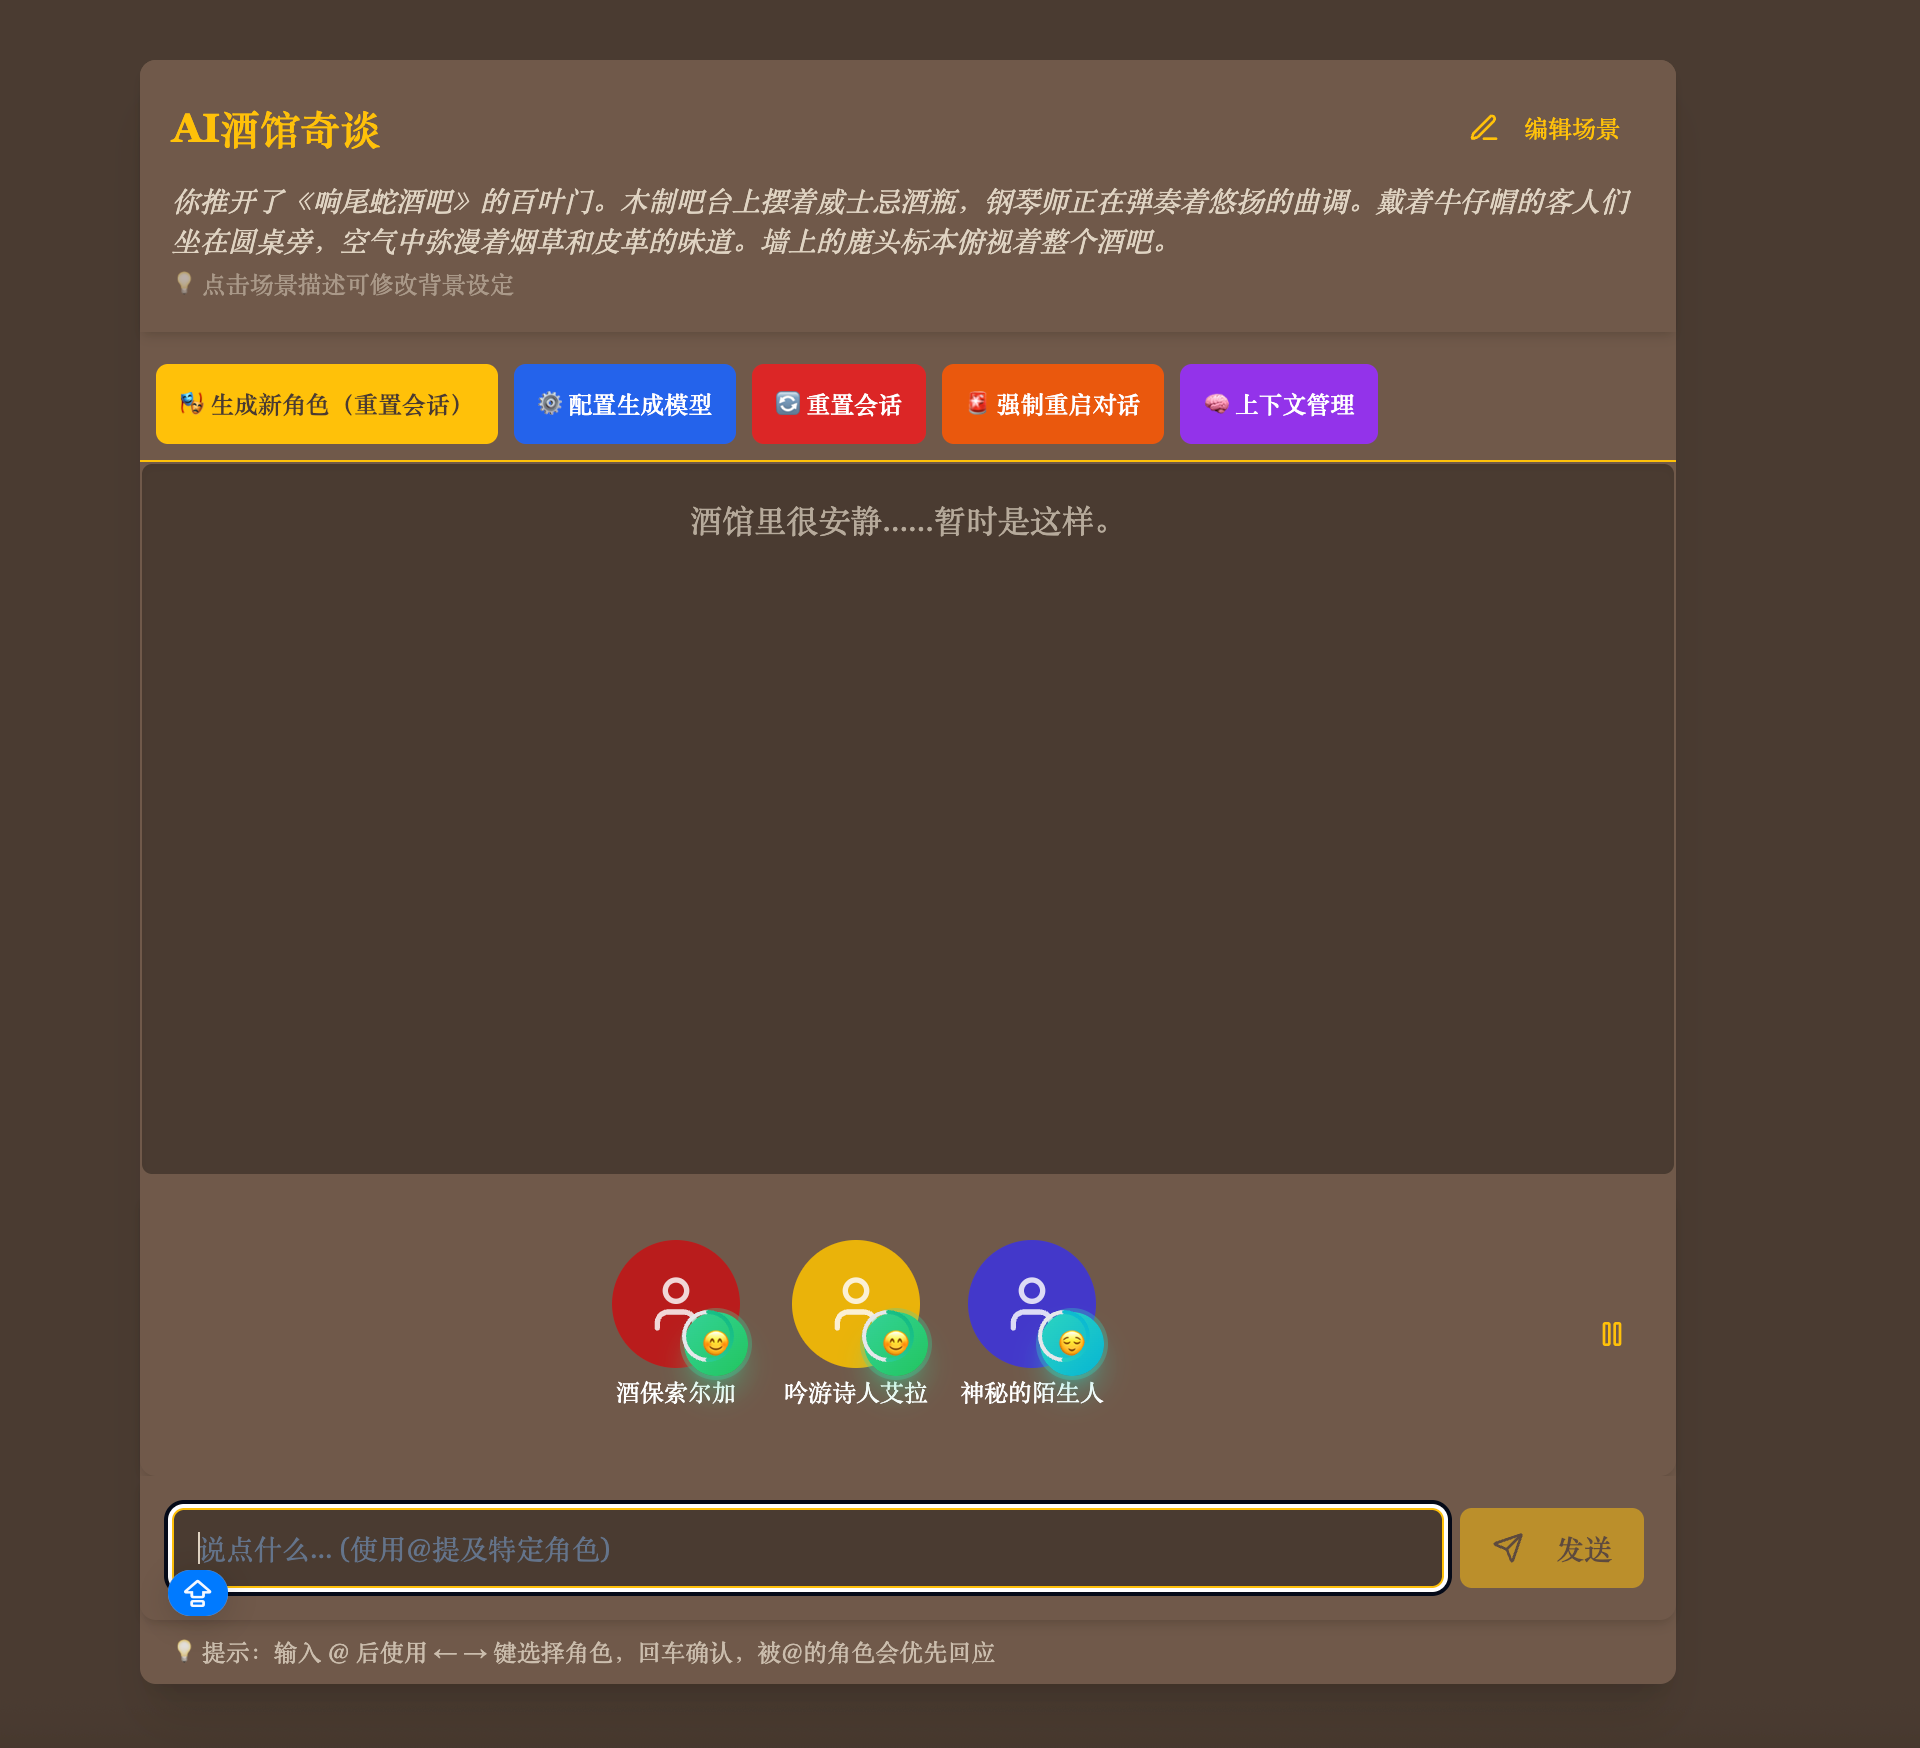 AI酒馆奇谈
编辑场景
你推开了《响尾蛇酒吧》的百叶门。木制吧台上摆着威士忌酒瓶，钢琴师正在弹奏着悠扬的曲调。戴着牛仔帽的客人们
坐在圆桌旁，空气中弥漫着烟草和皮革的味道。墙上的鹿头标本俯视着整个酒吧。
💡 点击场景描述可修改背景设定
🎭 生成新角色（重置会话）
⚙️ 配置生成模型
🔄 重置会话
🚨 强制重启对话
🧠 上下文管理
酒馆里很安静……暂时是这样。
酒保索尔加
吟游诗人艾拉
神秘的陌生人
说点什么... (使用@提及特定角色)
发送
💡 提示：输入 @ 后使用 ←→ 键选择角色，回车确认，被@的角色会优先回应